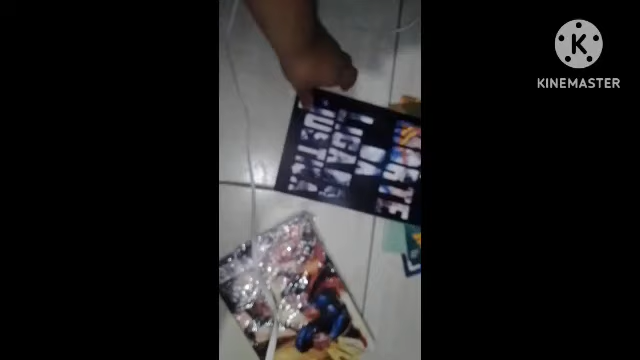 A MORTE
DA
LIGA DA
JUSTIÇA
K
KINEMASTER